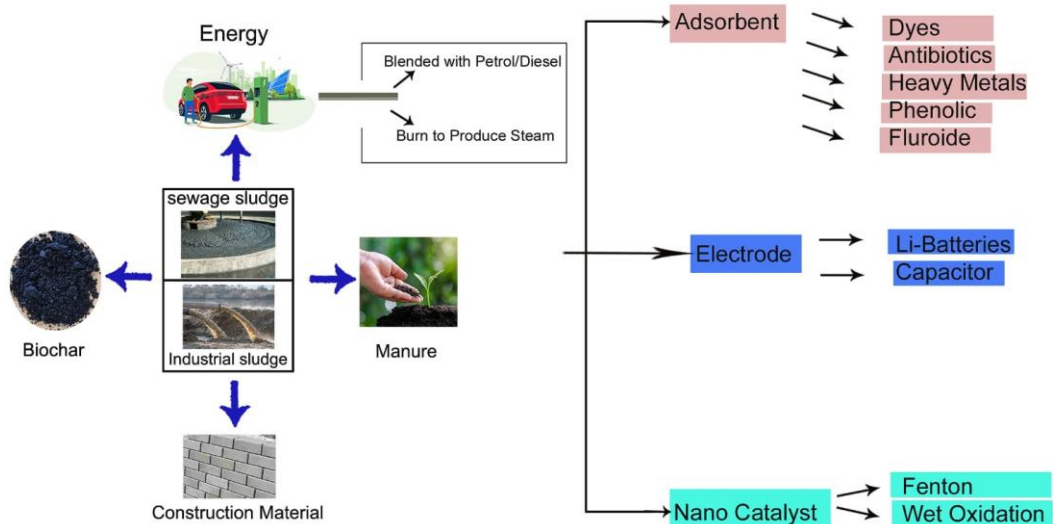 Energy
Blended with Petrol/Diesel
Burn to Produce Steam
sewage sludge
Industrial sludge
Biochar
Manure
Construction Material
Adsorbent
Dyes
Antibiotics
Heavy Metals
Phenolic
Fluroide
Electrode
Li-Batteries
Capacitor
Nano Catalyst
Fenton
Wet Oxidation